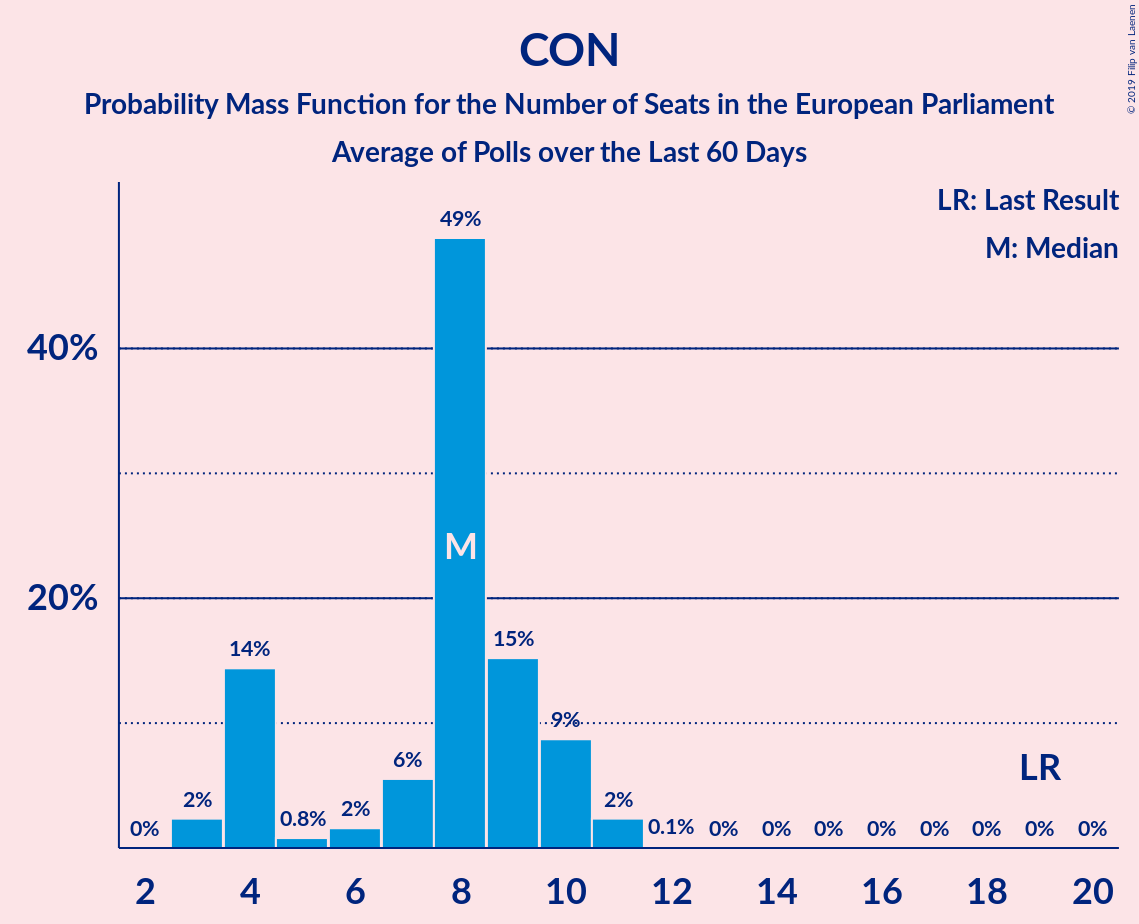 CON
Probability Mass Function for the Number of Seats in the European Parliament
Average of Polls over the Last 60 Days
© 2019 Filip van Laenen
LR: Last Result
M: Median
49%
40%
M
20%
15%
14%
9%
6%
LR
2%
2%
2%
0.8%
0.1%
0%
0%
0%
0%
0%
0%
0%
0%
0%
2 4 6 8 10 12 14 16 18 20